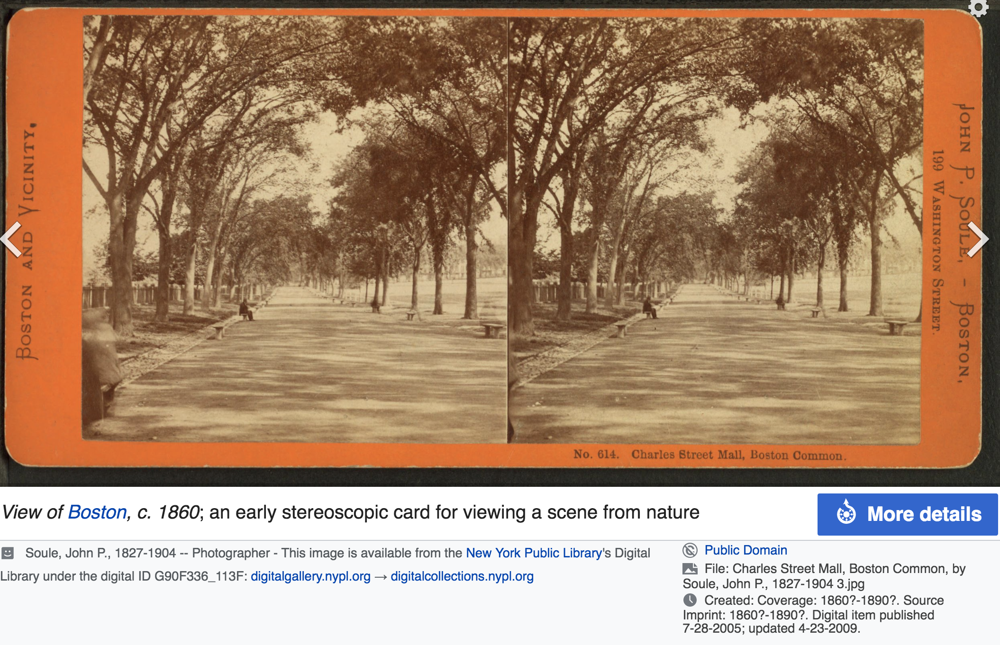 BOSTON AND VICINITY,
JOHN P. SOULE, - BOSTON,
199 WASHINGTON STREET.
No. 614. Charles Street Mall, Boston Common.
View of Boston, c. 1860; an early stereoscopic card for viewing a scene from nature
More details
Soule, John P., 1827-1904 -- Photographer - This image is available from the New York Public Library's Digital
Library under the digital ID G90F336_113F: digitalgallery.nypl.org → digitalcollections.nypl.org
Public Domain
File: Charles Street Mall, Boston Common, by
Soule, John P., 1827-1904 3.jpg
Created: Coverage: 1860?-1890?. Source
Imprint: 1860?-1890?. Digital item published
7-28-2005; updated 4-23-2009.